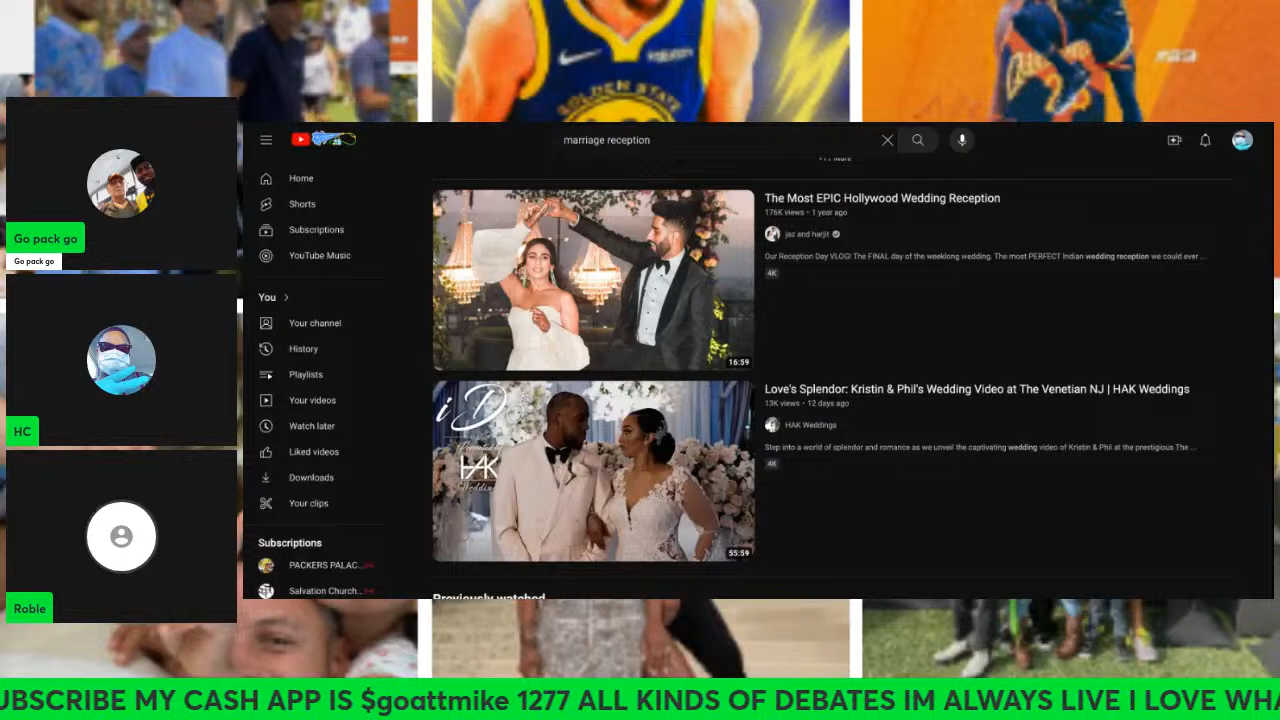 GOLDEN STATE
marriage reception
Home
Shorts
Subscriptions
YouTube Music
You
Your channel
History
Playlists
Your videos
Watch later
Liked videos
Downloads
Your clips
Subscriptions
PACKERS PALAC...
Salvation Church...
The Most EPIC Hollywood Wedding Reception
176K views • 1 year ago
jaz and harjit
Our Reception Day VLOG! The FINAL day of the weeklong wedding. The most PERFECT Indian wedding reception we could ever ...
4K
16:59
Love's Splendor: Kristin & Phil's Wedding Video at The Venetian NJ | HAK Weddings
13K views • 12 days ago
HAK Weddings
Step into a world of splendor and romance as we unveil the captivating wedding video of Kristin & Phil at the prestigious The ...
4K
i D
Presented by
HAK
Weddings
55:59
Previously watched
Go pack go
Go pack go
HC
Roble
UBSCRIBE MY CASH APP IS $goattmike 1277 ALL KINDS OF DEBATES IM ALWAYS LIVE I LOVE WHA